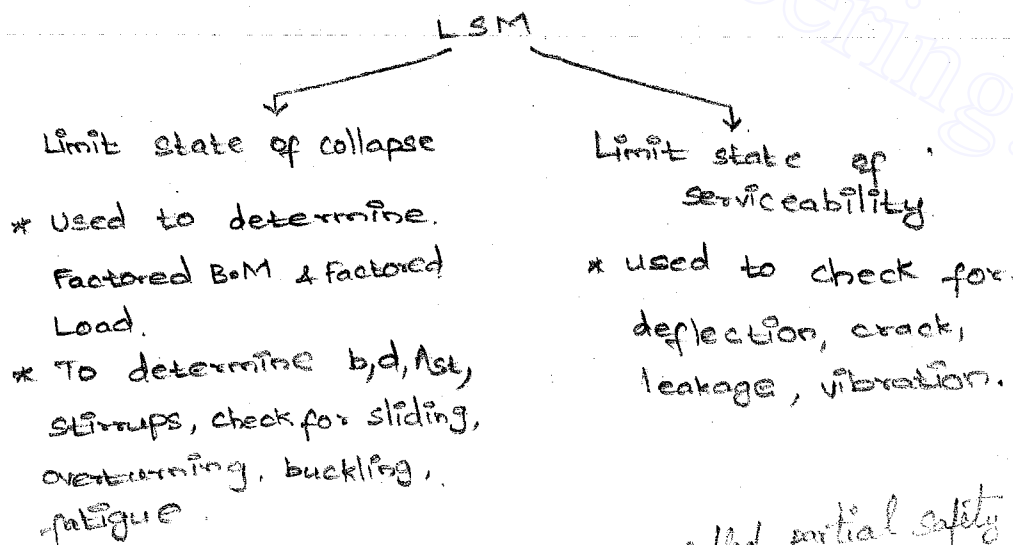 LSM
Limit state of collapse
* Used to determine.
Factored B.M & Factored
Load.
* To determine b,d,Ast,
stirrups, check for sliding,
overturning, buckling,
fatigue.
Limit state of
serviceability
* used to check for
deflection, crack,
leakage, vibration.
partial safety
ering.